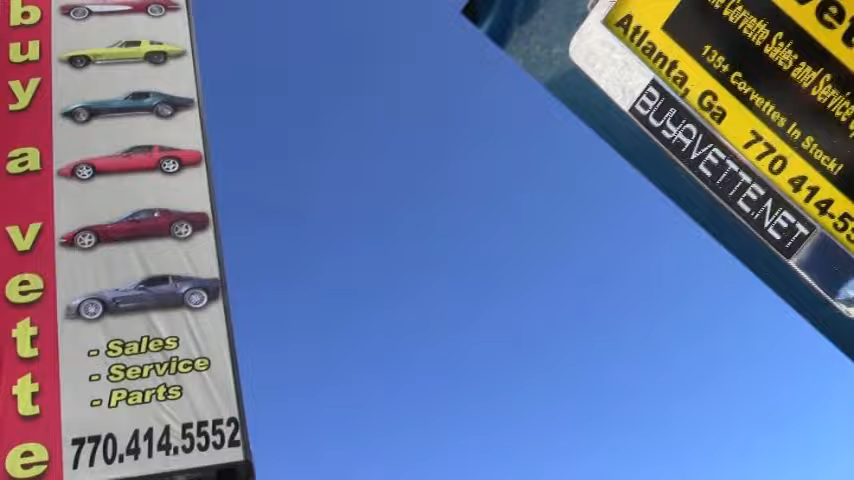 buy a vette
- Sales
- Service
- Parts
770.414.5552
Corvette Sales and Service
135+ Corvettes In Stock!
Atlanta, Ga
770 414-55
BUYAVETTE.NET